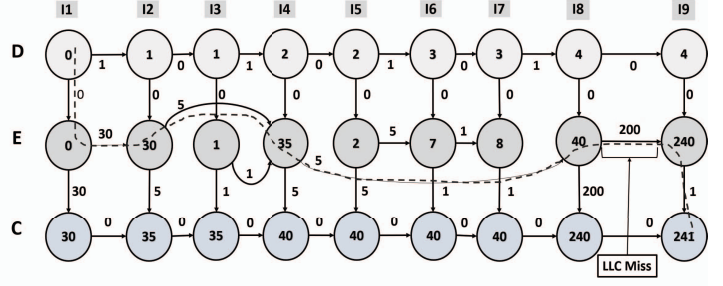 I1 I2 I3 I4 I5 I6 I7 I8 I9
D 0 1 1 2 2 3 3 4 4
1 0 1 0 1 0 1 0
0 0 0 0 0 0 0 0 0
5
30 5 1 200
E 0 30 1 35 2 7 8 40 240
1 5
30 5 1 5 5 1 1 200 1
0 0 0 0 0 0 0 0
C 30 35 35 40 40 40 40 240 241
LLC Miss